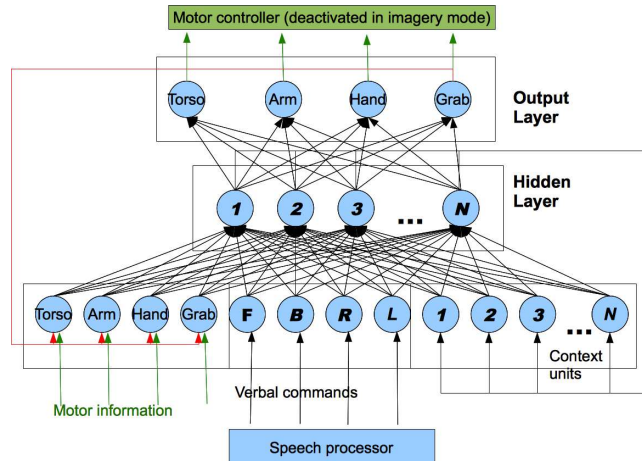 Motor controller (deactivated in imagery mode)
Torso Arm Hand Grab
Output
Layer
Hidden
Layer
1 2 3 ... N
Torso Arm Hand Grab F B R L 1 2 3 ... N
Context
units
Verbal commands
Motor information
Speech processor